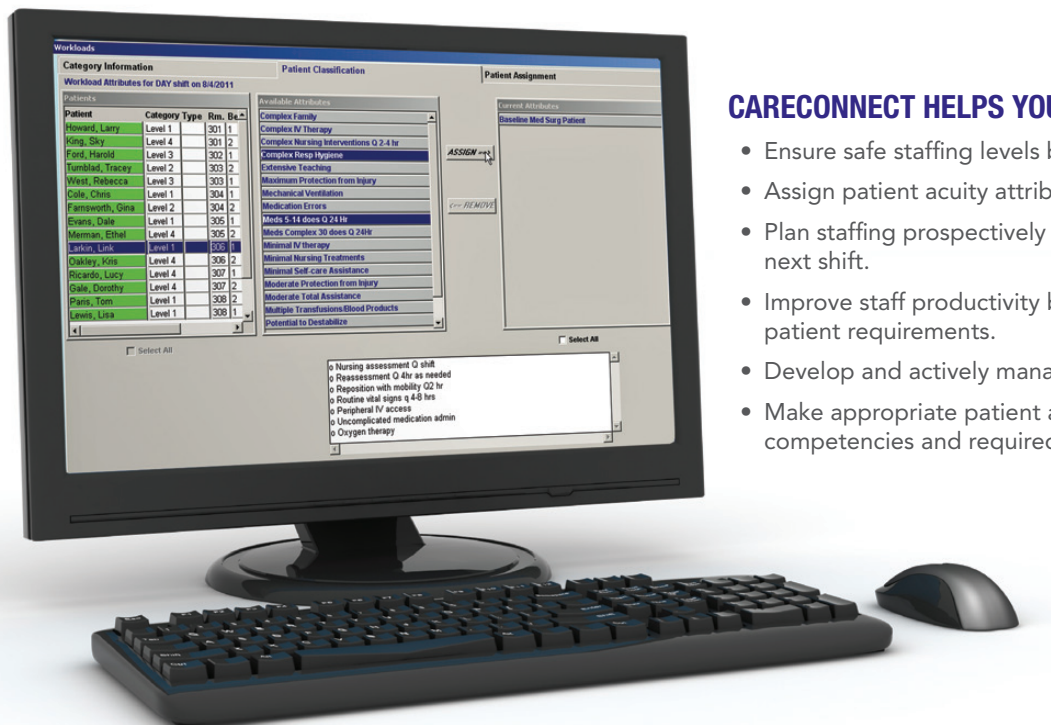 Workloads
Category Information
Patient Classification
Patient Assignment
Workload Attributes for DAY shift on 8/4/2011
Patients
Patient Category Type Rm. Be
Howard, Larry Level 1 301 1
King, Sky Level 4 301 2
Ford, Harold Level 3 302 1
Turnblad, Tracey Level 2 303 2
West, Rebecca Level 3 303 1
Cole, Chris Level 1 304 1
Farnsworth, Gina Level 2 304 2
Evans, Dale Level 1 305 1
Merman, Ethel Level 4 305 2
Larkin, Link Level 1 306 1
Oakley, Kris Level 4 306 2
Ricardo, Lucy Level 4 307 1
Gale, Dorothy Level 4 307 2
Paris, Tom Level 1 308 2
Lewis, Lisa Level 1 308 1
Select All
Available Attributes
Complex Family
Complex IV Therapy
Complex Nursing Interventions Q 2-4 hr
Complex Resp Hygiene
Extensive Teaching
Maximum Protection from Injury
Mechanical Ventilation
Medication Errors
Meds 5-14 does Q 24 Hr
Meds Complex 30 does Q 24Hr
Minimal IV therapy
Minimal Nursing Treatments
Minimal Self-care Assistance
Moderate Protection from Injury
Moderate Total Assistance
Multiple Transfusions/Blood Products
Potential to Destabilize
ASSIGN ==>
<== REMOVE
Current Attributes
Baseline Med Surg Patient
Select All
o Nursing assessment Q shift
o Reassessment Q 4hr as needed
o Reposition with mobility Q2 hr
o Routine vital signs q 4-8 hrs
o Peripheral IV access
o Uncomplicated medication admin
o Oxygen therapy
CARECONNECT HELPS YOU
• Ensure safe staffing levels b
• Assign patient acuity attrib
• Plan staffing prospectively
next shift.
• Improve staff productivity b
patient requirements.
• Develop and actively mana
• Make appropriate patient a
competencies and required